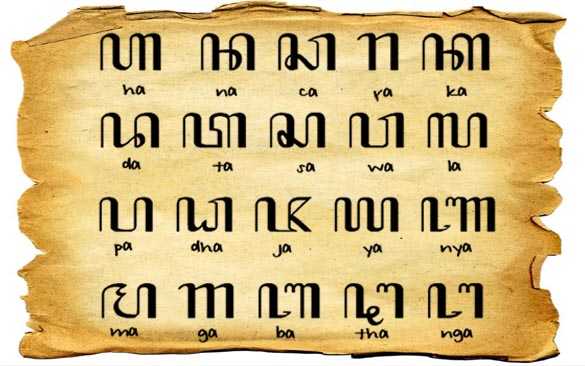 ꦲ ꦤ ꦕ ꦫ ꦏ
ha na ca ra ka
ꦢ ꦠ ꦱ ꦮ ꦭ
da ta sa wa la
ꦥ ꦝ ꦗ ꦪ ꦚ
pa dha ja ya nya
ꦩ ꦒ ꦧ ꦛ ꦔ
ma ga ba tha nga